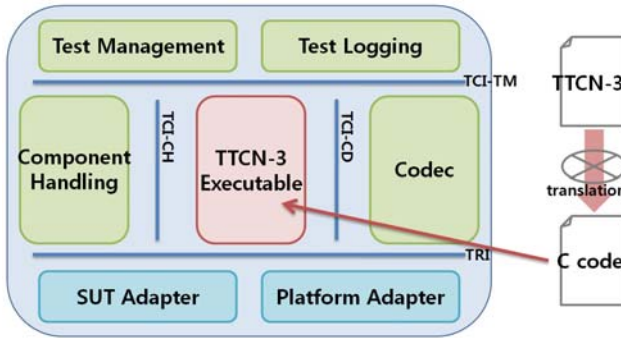 Test Management
Test Logging
TCI-TM
TTCN-3
Component
Handling
TCI-CH
TTCN-3
Executable
TCI-CD
Codec
translation
TRI
C code
SUT Adapter
Platform Adapter